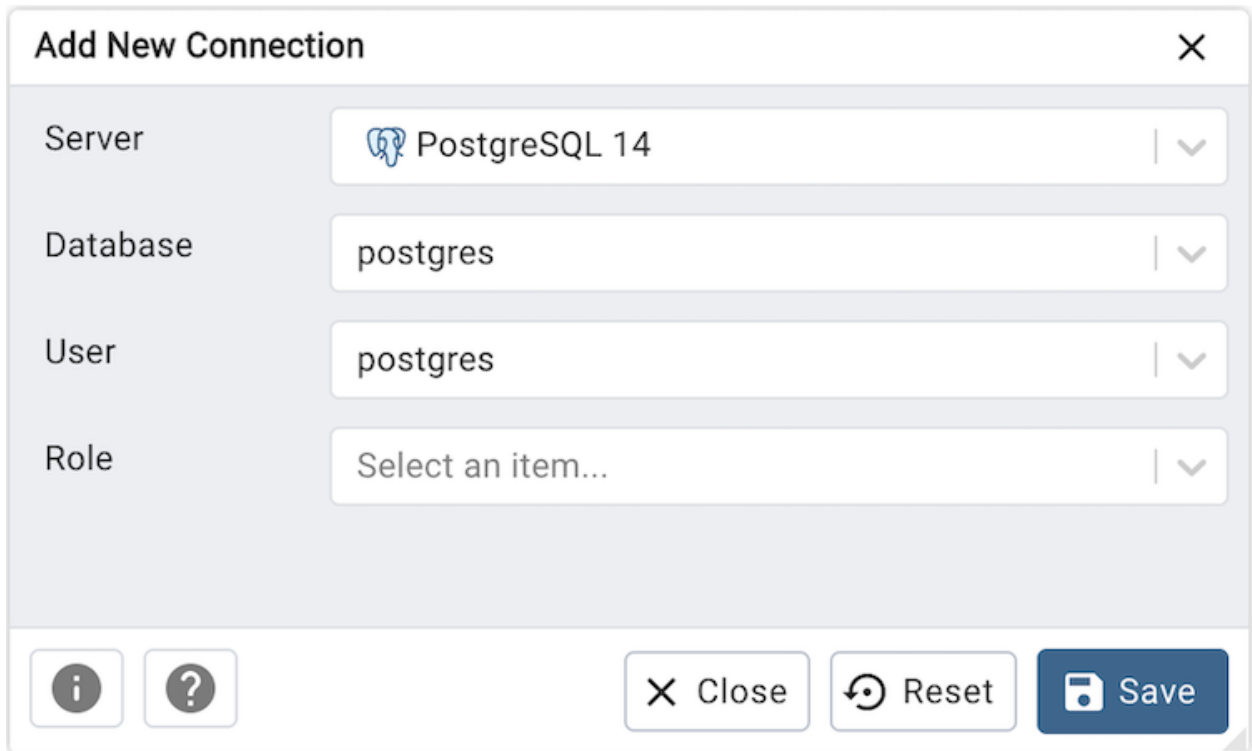 Add New Connection
Server
PostgreSQL 14
Database
postgres
User
postgres
Role
Select an item...
Close
Reset
Save